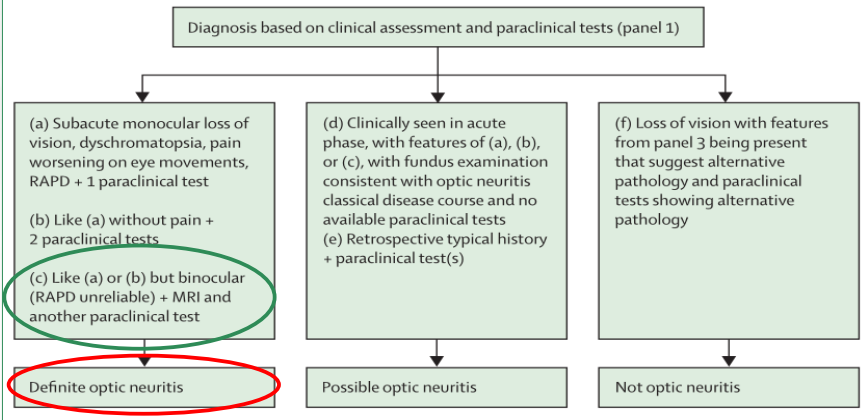 Diagnosis based on clinical assessment and paraclinical tests (panel 1)
(a) Subacute monocular loss of
vision, dyschromatopsia, pain
worsening on eye movements,
RAPD + 1 paraclinical test
(b) Like (a) without pain +
2 paraclinical tests
(c) Like (a) or (b) but binocular
(RAPD unreliable) + MRI and
another paraclinical test
(d) Clinically seen in acute
phase, with features of (a), (b),
or (c), with fundus examination
consistent with optic neuritis
classical disease course and no
available paraclinical tests
(e) Retrospective typical history
+ paraclinical test(s)
(f) Loss of vision with features
from panel 3 being present
that suggest alternative
pathology and paraclinical
tests showing alternative
pathology
Definite optic neuritis
Possible optic neuritis
Not optic neuritis